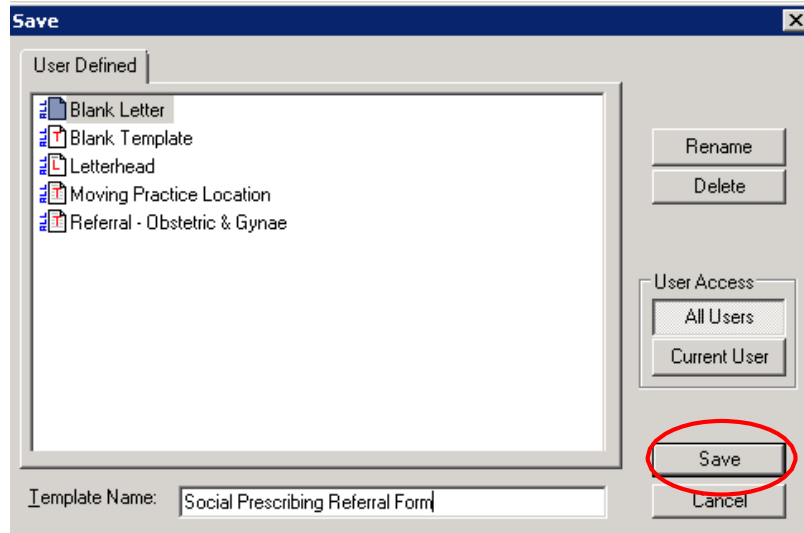 Save
User Defined
Blank Letter
Blank Template
Letterhead
Moving Practice Location
Referral - Obstetric & Gynae
Rename
Delete
User Access
All Users
Current User
Save
Cancel
Template Name: Social Prescribing Referral Form